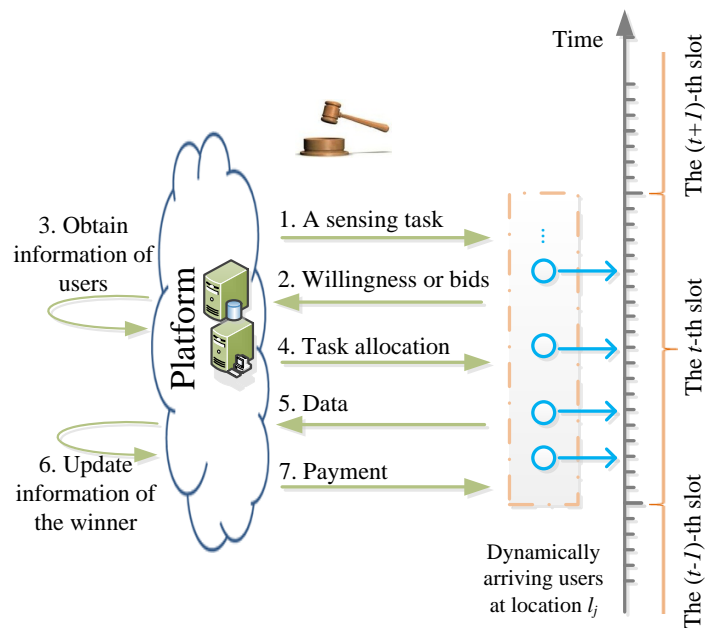 Time
The (t+1)-th slot
1. A sensing task
3. Obtain
information of
users
...
2. Willingness or bids
Platform
4. Task allocation
The t-th slot
5. Data
6. Update
information of
the winner
7. Payment
Dynamically
arriving users
at location lj
The (t-1)-th slot